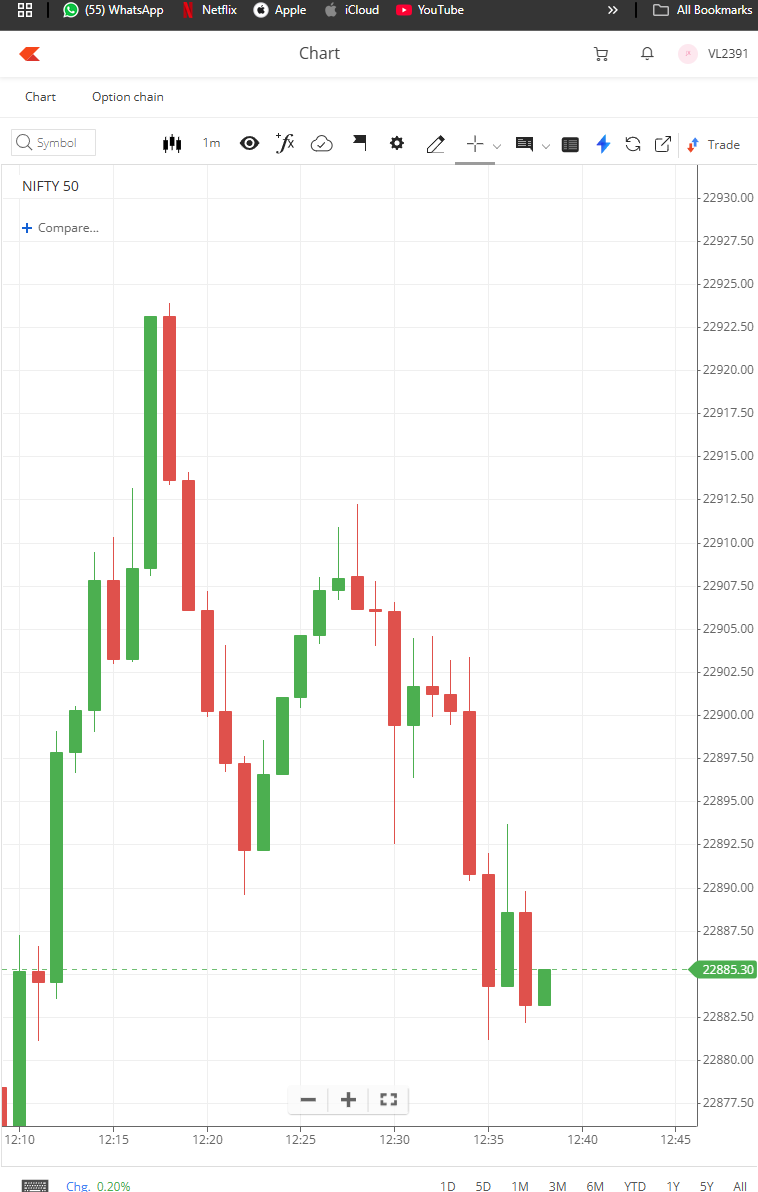 (55) WhatsApp Netflix Apple iCloud YouTube » All Bookmarks
Chart VL2391
Chart Option chain
Symbol 1m Trade
NIFTY 50
+ Compare...
22930.00
22927.50
22925.00
22922.50
22920.00
22917.50
22915.00
22912.50
22910.00
22907.50
22905.00
22902.50
22900.00
22897.50
22895.00
22892.50
22890.00
22887.50
22885.30
22882.50
22880.00
22877.50
12:10 12:15 12:20 12:25 12:30 12:35 12:40 12:45
Chg. 0.20% 1D 5D 1M 3M 6M YTD 1Y 5Y All